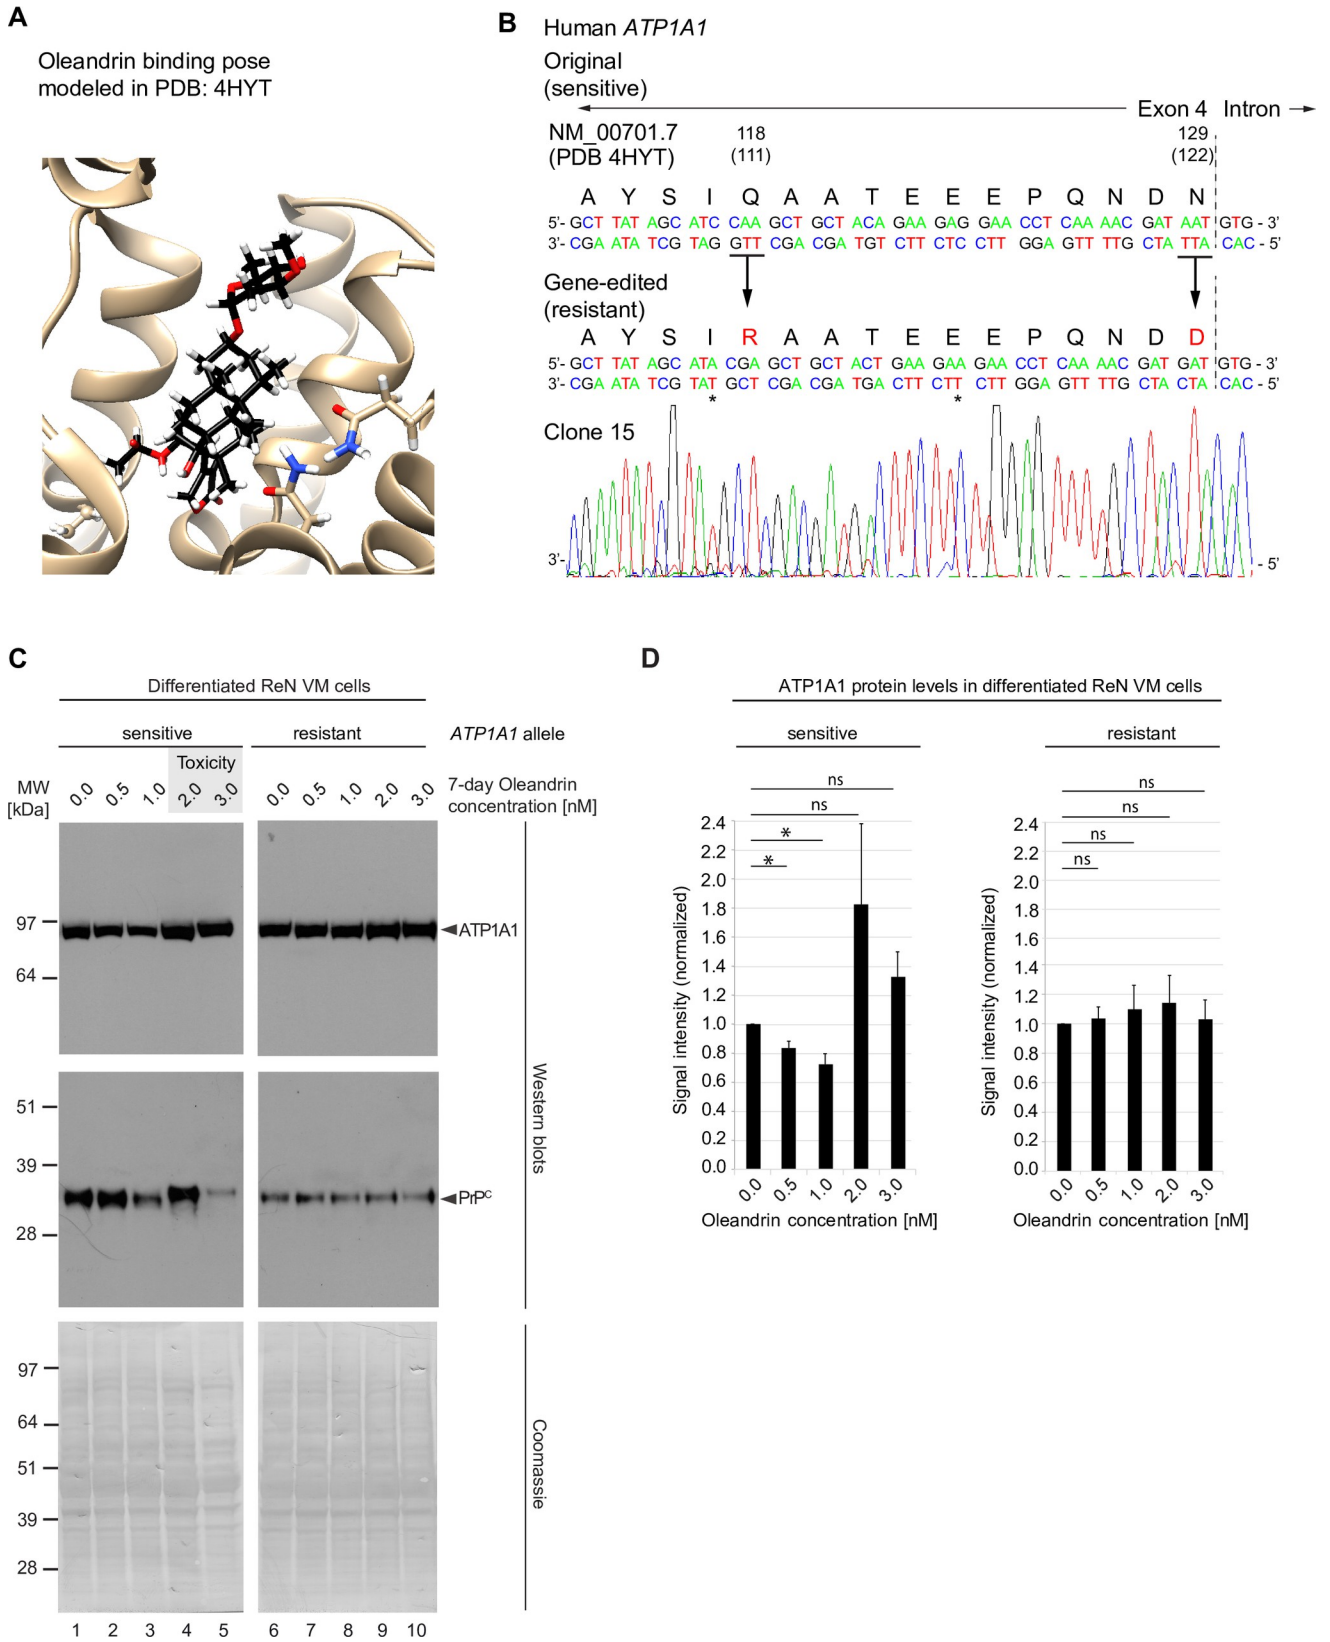 A
Oleandrin binding pose
modeled in PDB: 4HYT
B
Human ATP1A1
Original
(sensitive)
Exon 4 Intron
NM_00701.7 118 129
(PDB 4HYT) (111) (122)
A Y S I Q A A T E E E P Q N D N
5'- GCT TAT AGC ATC CAA GCT GCT ACA GAA GAG GAA CCT CAA AAC GAT AAT GTG - 3'
3'- CGA ATA TCG TAG GTT CGA CGA TGT CTT CTC CTT GGA GTT TTG CTA TTA CAC - 5'
Gene-edited
(resistant)
A Y S I R A A T E E E P Q N D D
5'- GCT TAT AGC ATA CGA GCT GCT ACT GAA GAA GAA CCT CAA AAC GAT GAT GTG - 3'
3'- CGA ATA TCG TAT GCT CGA CGA TGA CTT CTT CTT GGA GTT TTG CTA CTA CAC - 5'
* *
Clone 15
3'- - 5'
C
Differentiated ReN VM cells
sensitive resistant ATP1A1 allele
Toxicity
MW
[kDa]
0.0 0.5 1.0 2.0 3.0 0.0 0.5 1.0 2.0 3.0
7-day Oleandrin
concentration [nM]
97
ATP1A1
64
Western blots
51
39
PrPC
28
97
64
51
39
28
Coomassie
1 2 3 4 5 6 7 8 9 10
D
ATP1A1 protein levels in differentiated ReN VM cells
sensitive
ns
ns
*
*
Signal intensity (normalized)
2.4
2.2
2.0
1.8
1.6
1.4
1.2
1.0
0.8
0.6
0.4
0.2
0.0
0.0 0.5 1.0 2.0 3.0
Oleandrin concentration [nM]
resistant
ns
ns
ns
ns
Signal intensity (normalized)
2.4
2.2
2.0
1.8
1.6
1.4
1.2
1.0
0.8
0.6
0.4
0.2
0.0
0.0 0.5 1.0 2.0 3.0
Oleandrin concentration [nM]